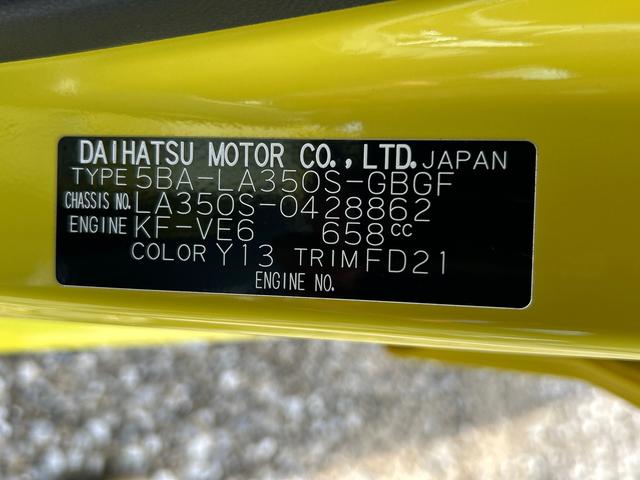 DAIHATSU MOTOR CO., LTD. JAPAN
TYPE 5BA-LA350S-GBGF
CHASSIS NO. LA350S-0428862
ENGINE KF-VE6 658cc
COLOR Y13 TRIM FD21
ENGINE NO.